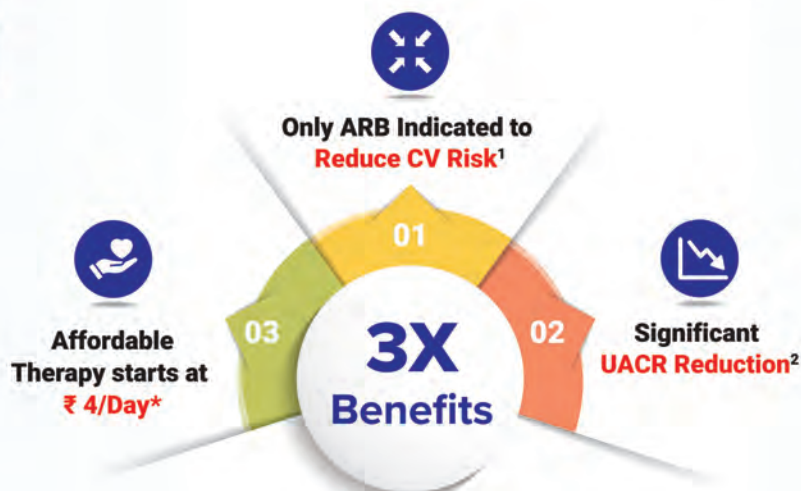 Only ARB Indicated to
Reduce CV Risk¹
01
03
Affordable
Therapy starts at
₹ 4/Day*
3X
Benefits
02
Significant
UACR Reduction²